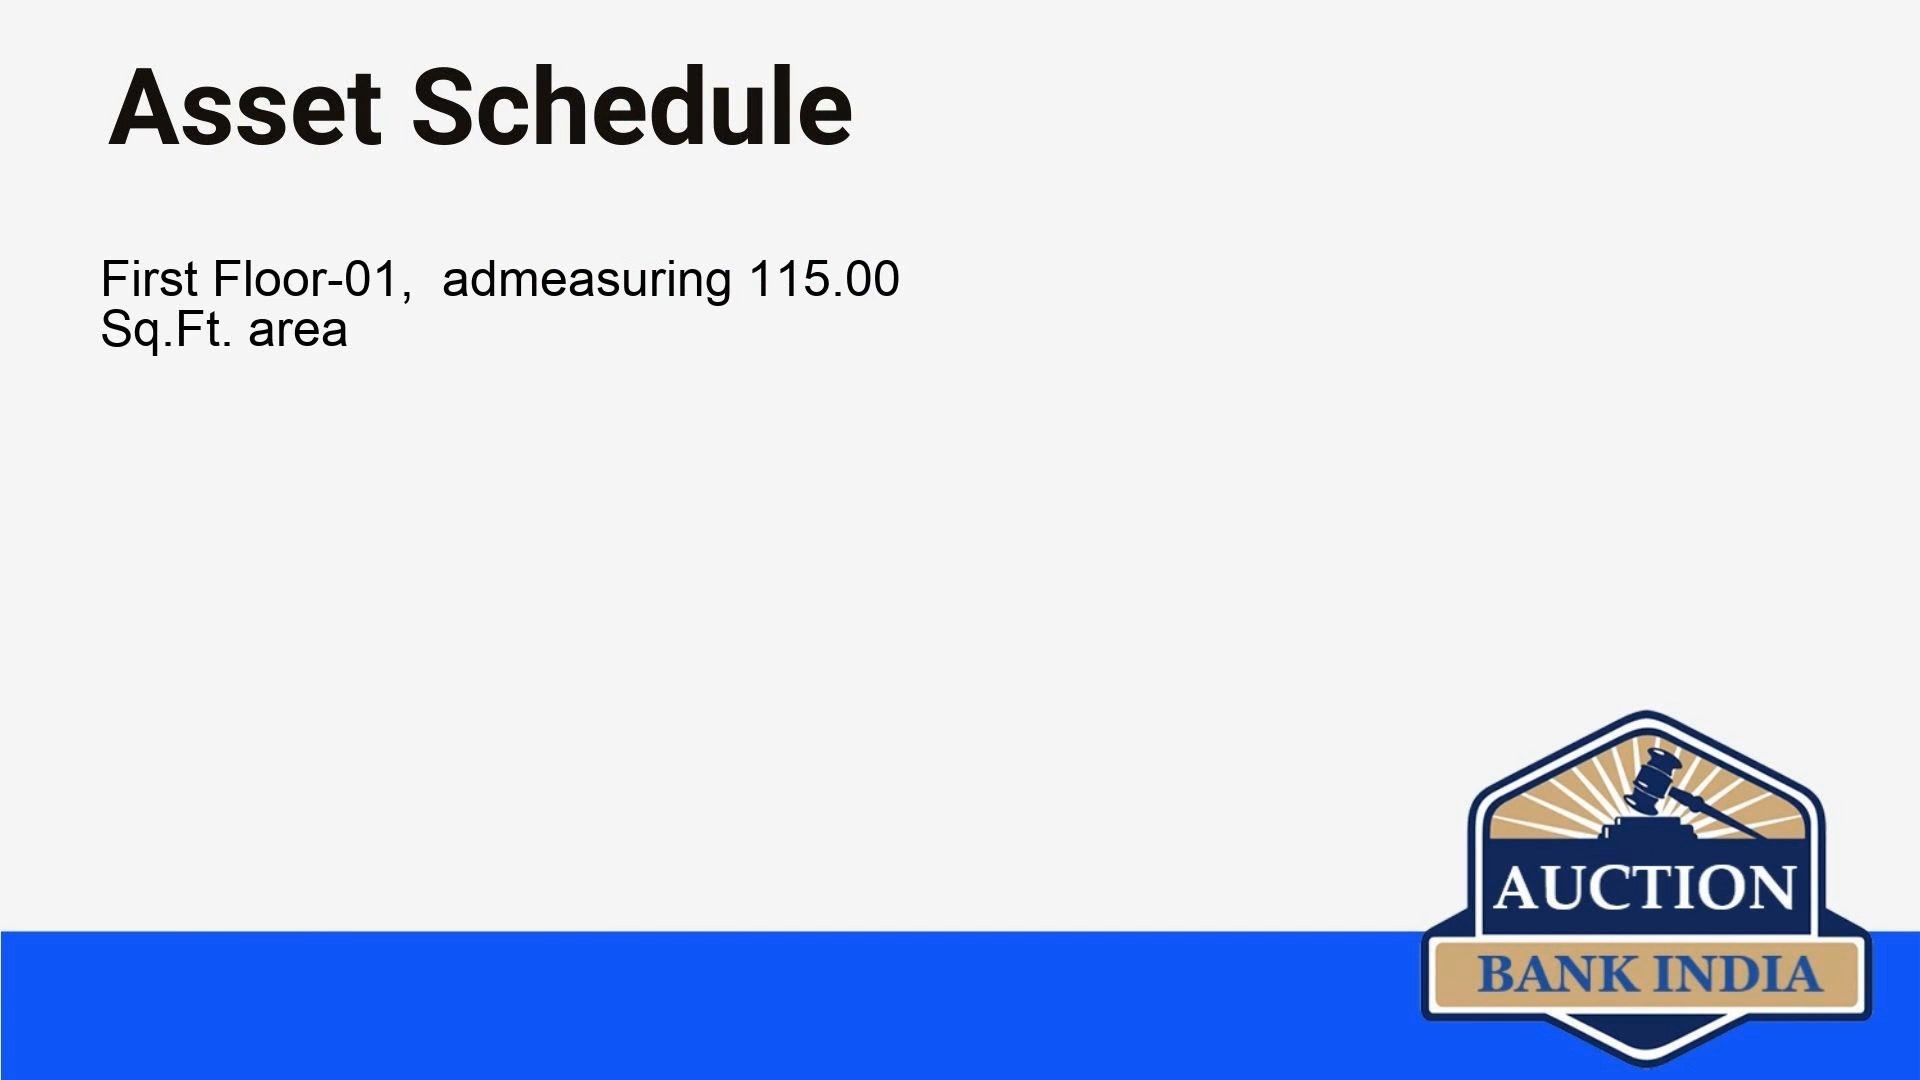 Asset Schedule
First Floor-01,  admeasuring 115.00
Sq.Ft. area
AUCTION
BANK INDIA